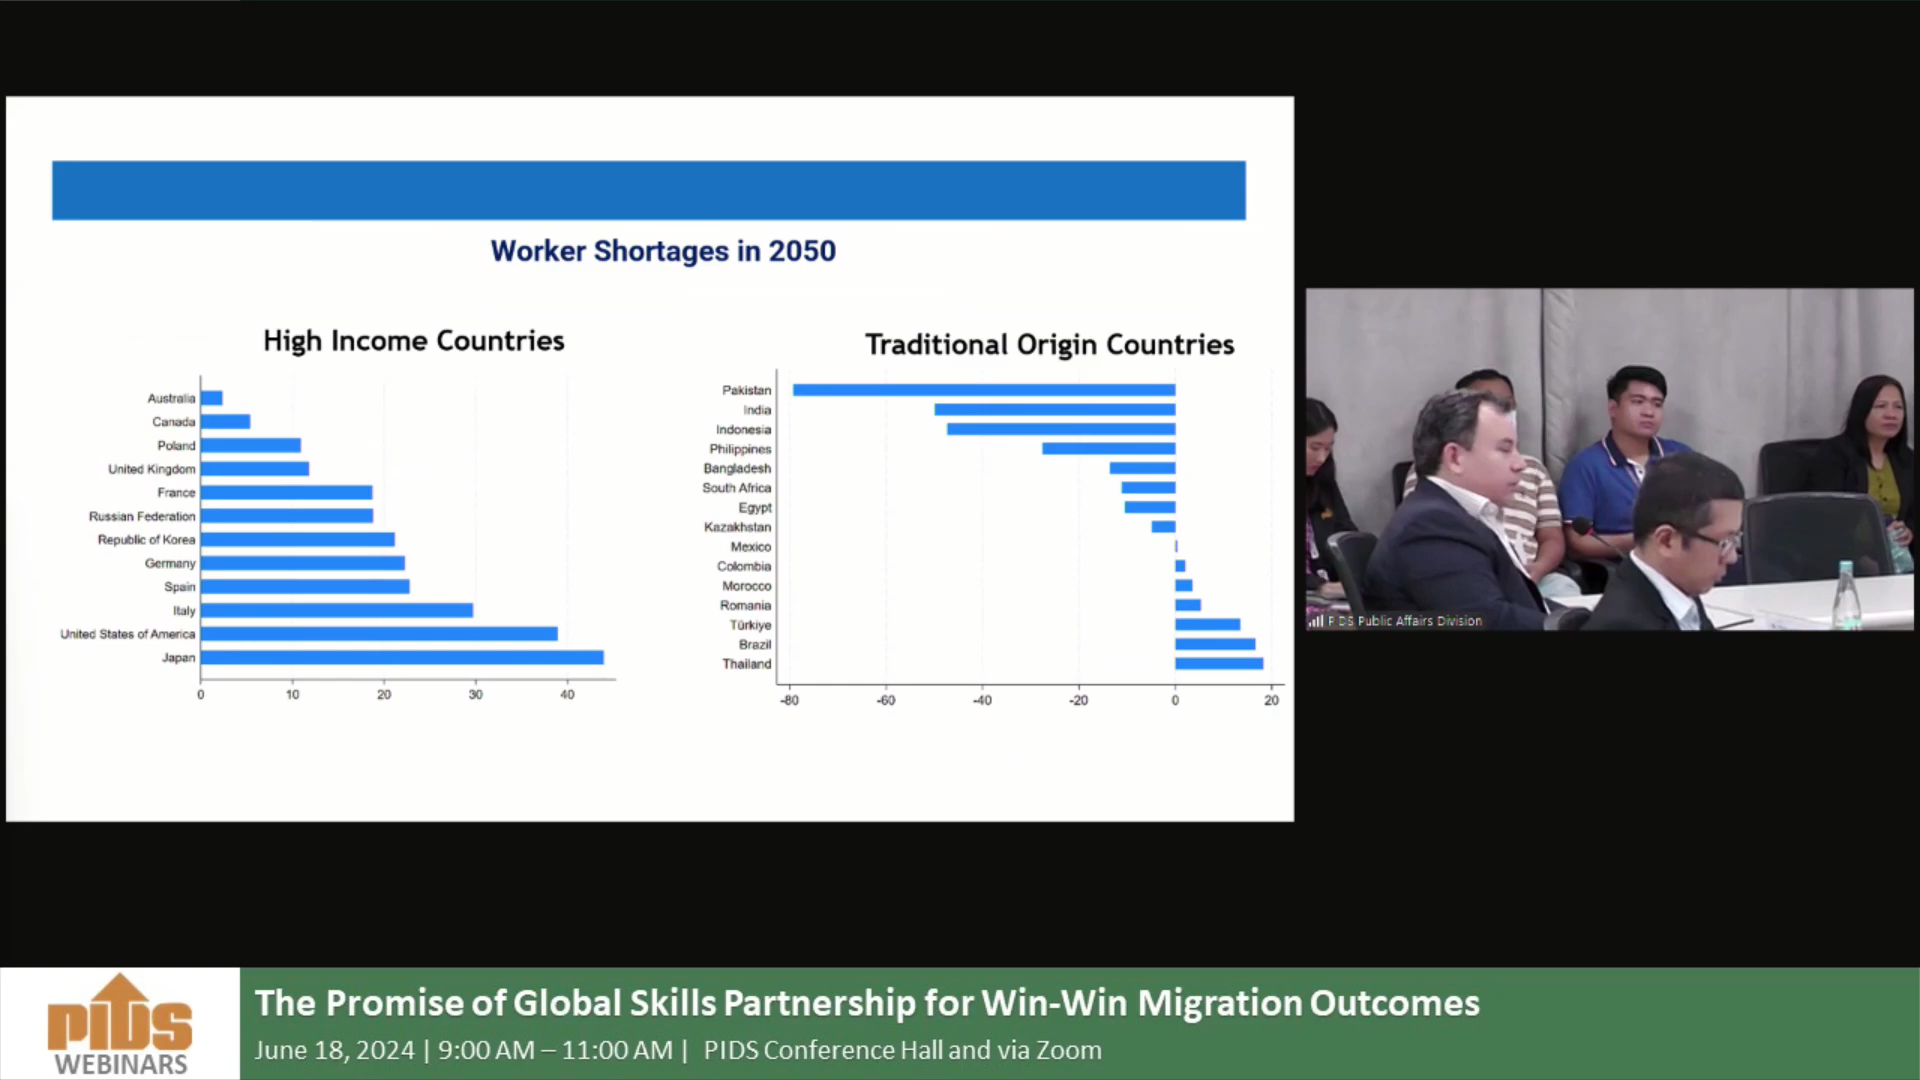 Worker Shortages in 2050
High Income Countries
Australia
Canada
Poland
United Kingdom
France
Russian Federation
Republic of Korea
Germany
Spain
Italy
United States of America
Japan
0 10 20 30 40
Traditional Origin Countries
Pakistan
India
Indonesia
Philippines
Bangladesh
South Africa
Egypt
Kazakhstan
Mexico
Colombia
Morocco
Romania
Türkiye
Brazil
Thailand
-80 -60 -40 -20 0 20
PIDS Public Affairs Division
PIDS
WEBINARS
The Promise of Global Skills Partnership for Win-Win Migration Outcomes
June 18, 2024 | 9:00 AM – 11:00 AM | PIDS Conference Hall and via Zoom